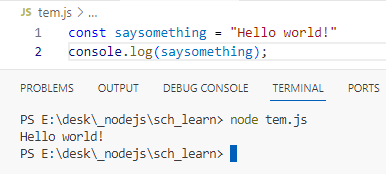 JS tem.js > ...
1 const saysomething = "Hello world!"
2 console.log(saysomething);
PROBLEMS OUTPUT DEBUG CONSOLE TERMINAL PORTS
PS E:\desk\_nodejs\sch_learn> node tem.js
Hello world!
PS E:\desk\_nodejs\sch_learn>